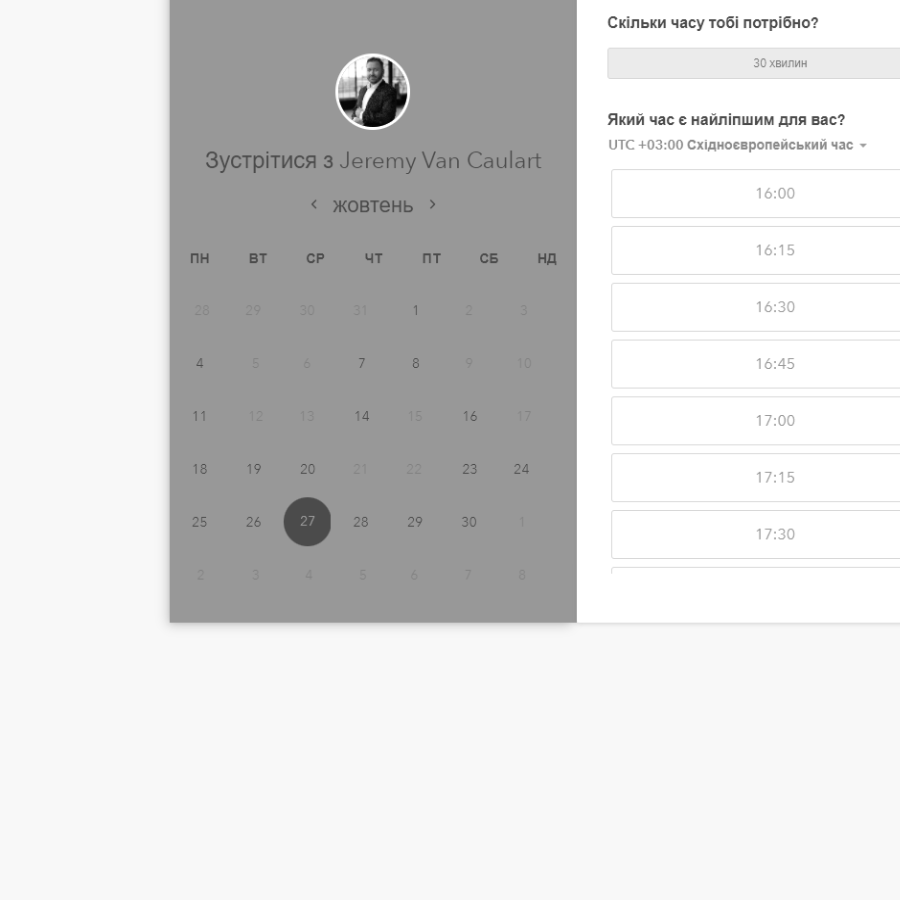 Зустрітися з Jeremy Van Caulart
жовтень
ПН ВТ СР ЧТ ПТ СБ НД
28 29 30 31 1 2 3
4 5 6 7 8 9 10
11 12 13 14 15 16 17
18 19 20 21 22 23 24
25 26 27 28 29 30 1
2 3 4 5 6 7 8
Скільки часу тобі потрібно?
30 хвилин
Який час є найліпшим для вас?
UTC +03:00 Східноєвропейський час
16:00
16:15
16:30
16:45
17:00
17:15
17:30